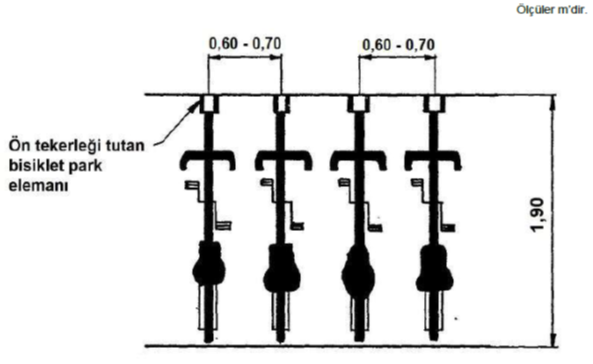 Ölçüler m'dir.
0,60 - 0,70
0,60 - 0,70
Ön tekerleği tutan
bisiklet park
elemanı
1,90